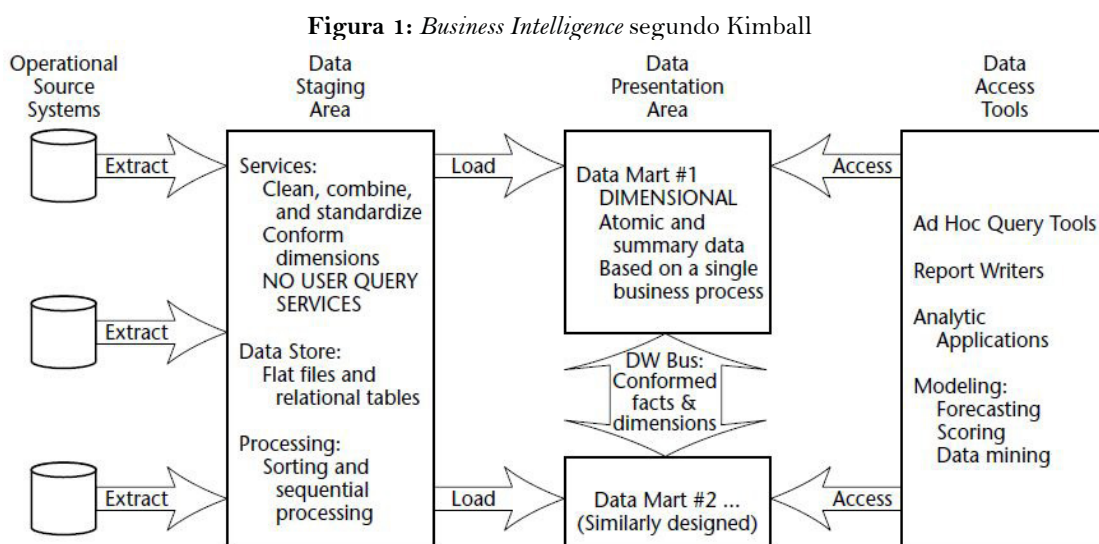 Figura 1: Business Intelligence segundo Kimball
Operational
Source
Systems
Extract
Extract
Extract
Data
Staging
Area
Services:
Clean, combine,
and standardize
Conform
dimensions
NO USER QUERY
SERVICES
Data Store:
Flat files and
relational tables
Processing:
Sorting and
sequential
processing
Load
Load
Data
Presentation
Area
Data Mart #1
DIMENSIONAL
Atomic and
summary data
Based on a single
business process
DW Bus:
Conformed
facts &
dimensions
Data Mart #2 ...
(Similarly designed)
Access
Access
Data
Access
Tools
Ad Hoc Query Tools
Report Writers
Analytic
Applications
Modeling:
Forecasting
Scoring
Data mining